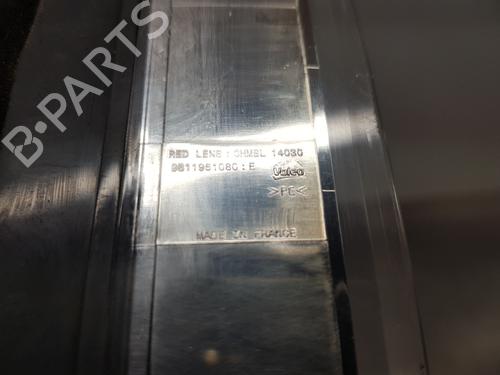 RED LENS : CHMSL 14030
9811951080 : E
Valeo
>PC<
MADE IN FRANCE
B-PARTS